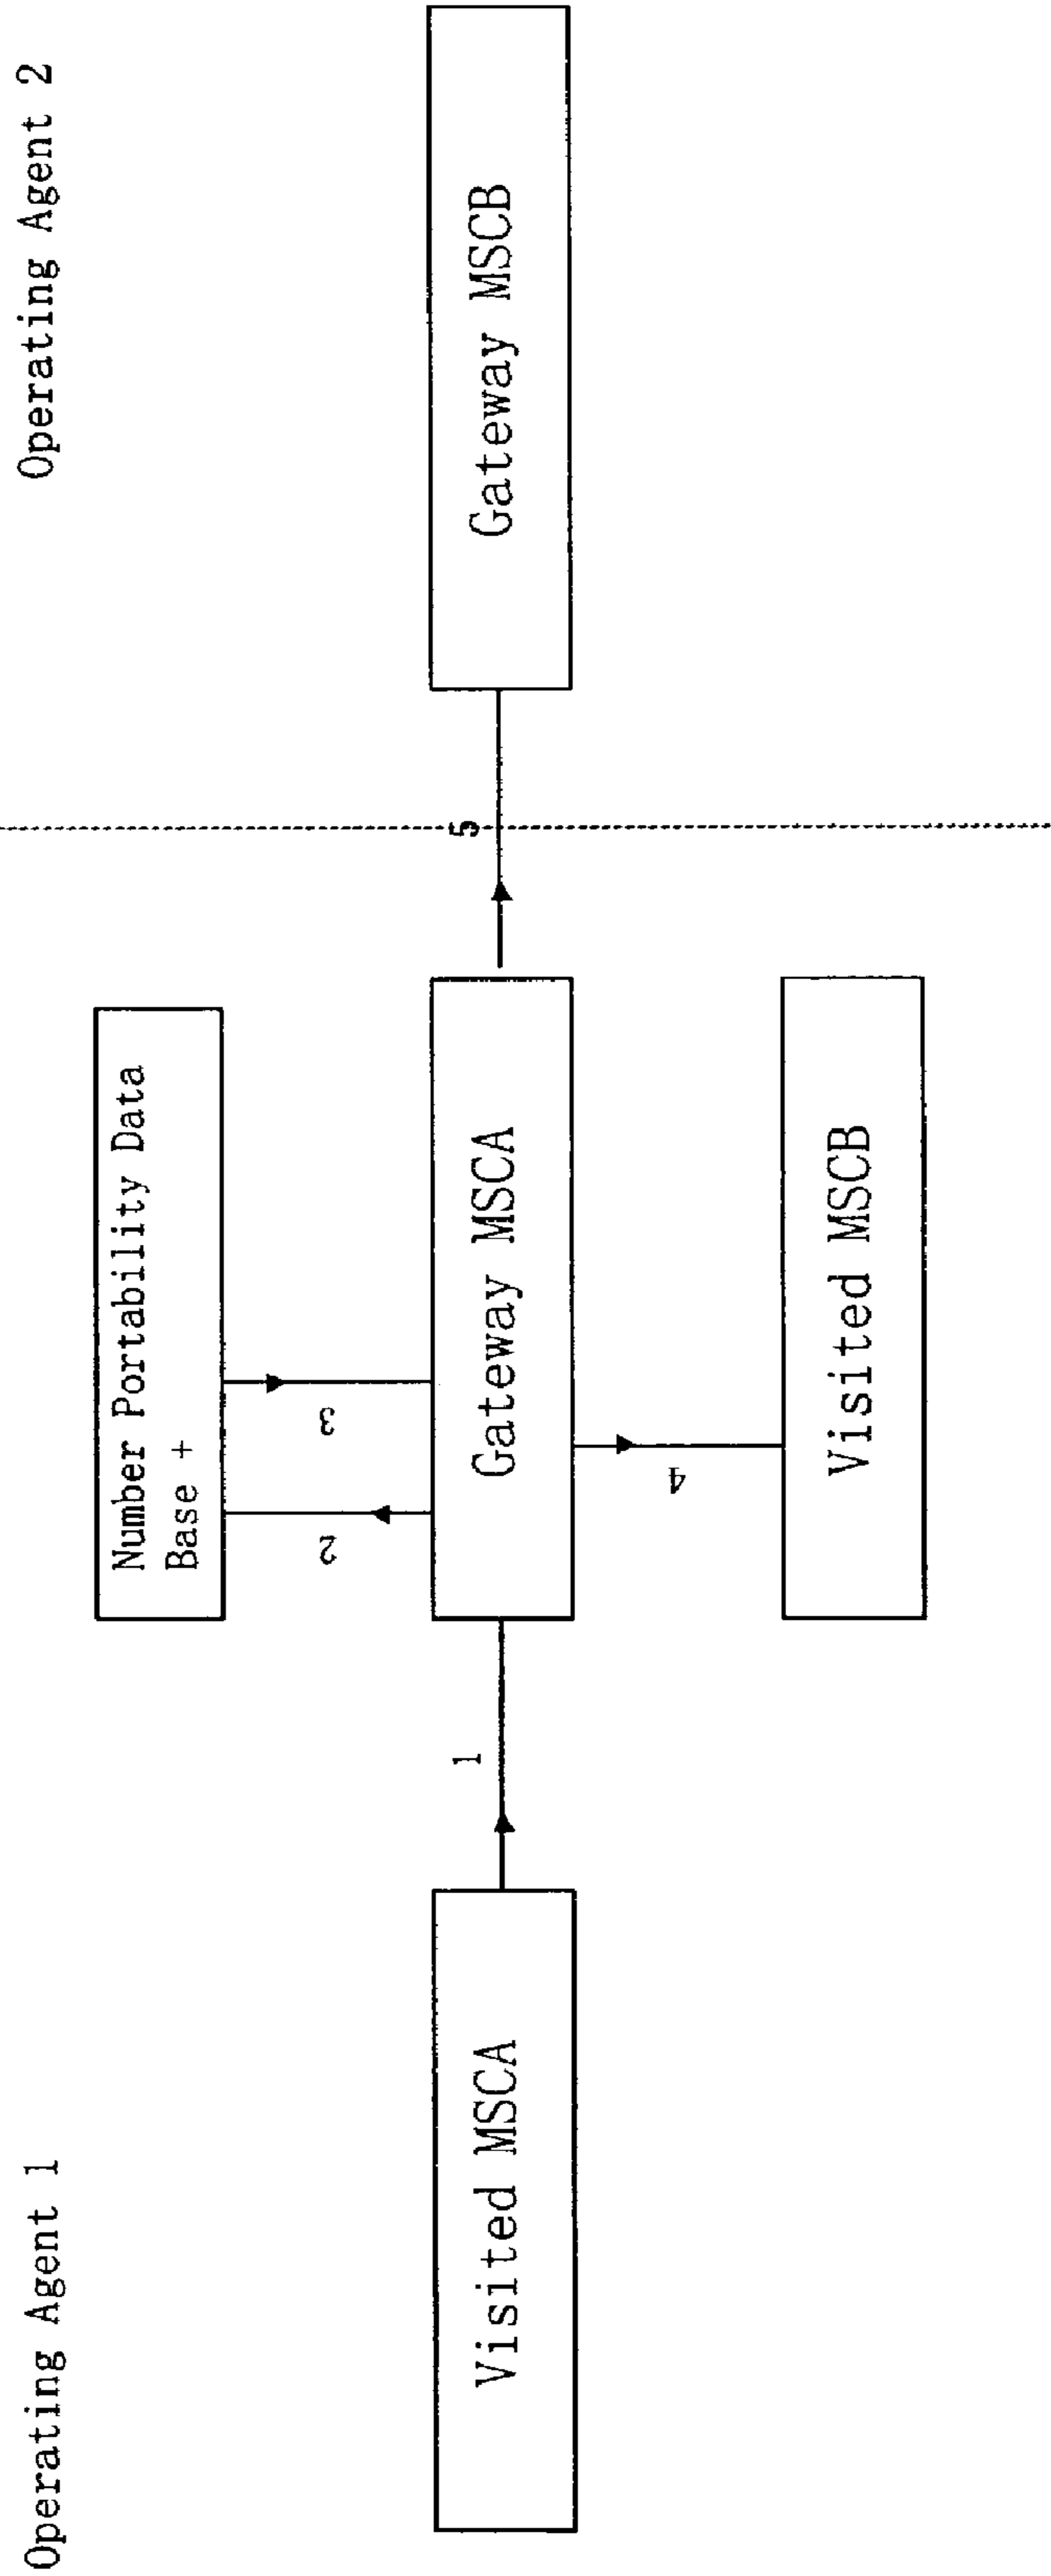 Operating Agent 1
Operating Agent 2
Number Portability Data
Base +
2
3
Visited MSCA
1
Gateway MSCA
5
Gateway MSCB
4
Visited MSCB